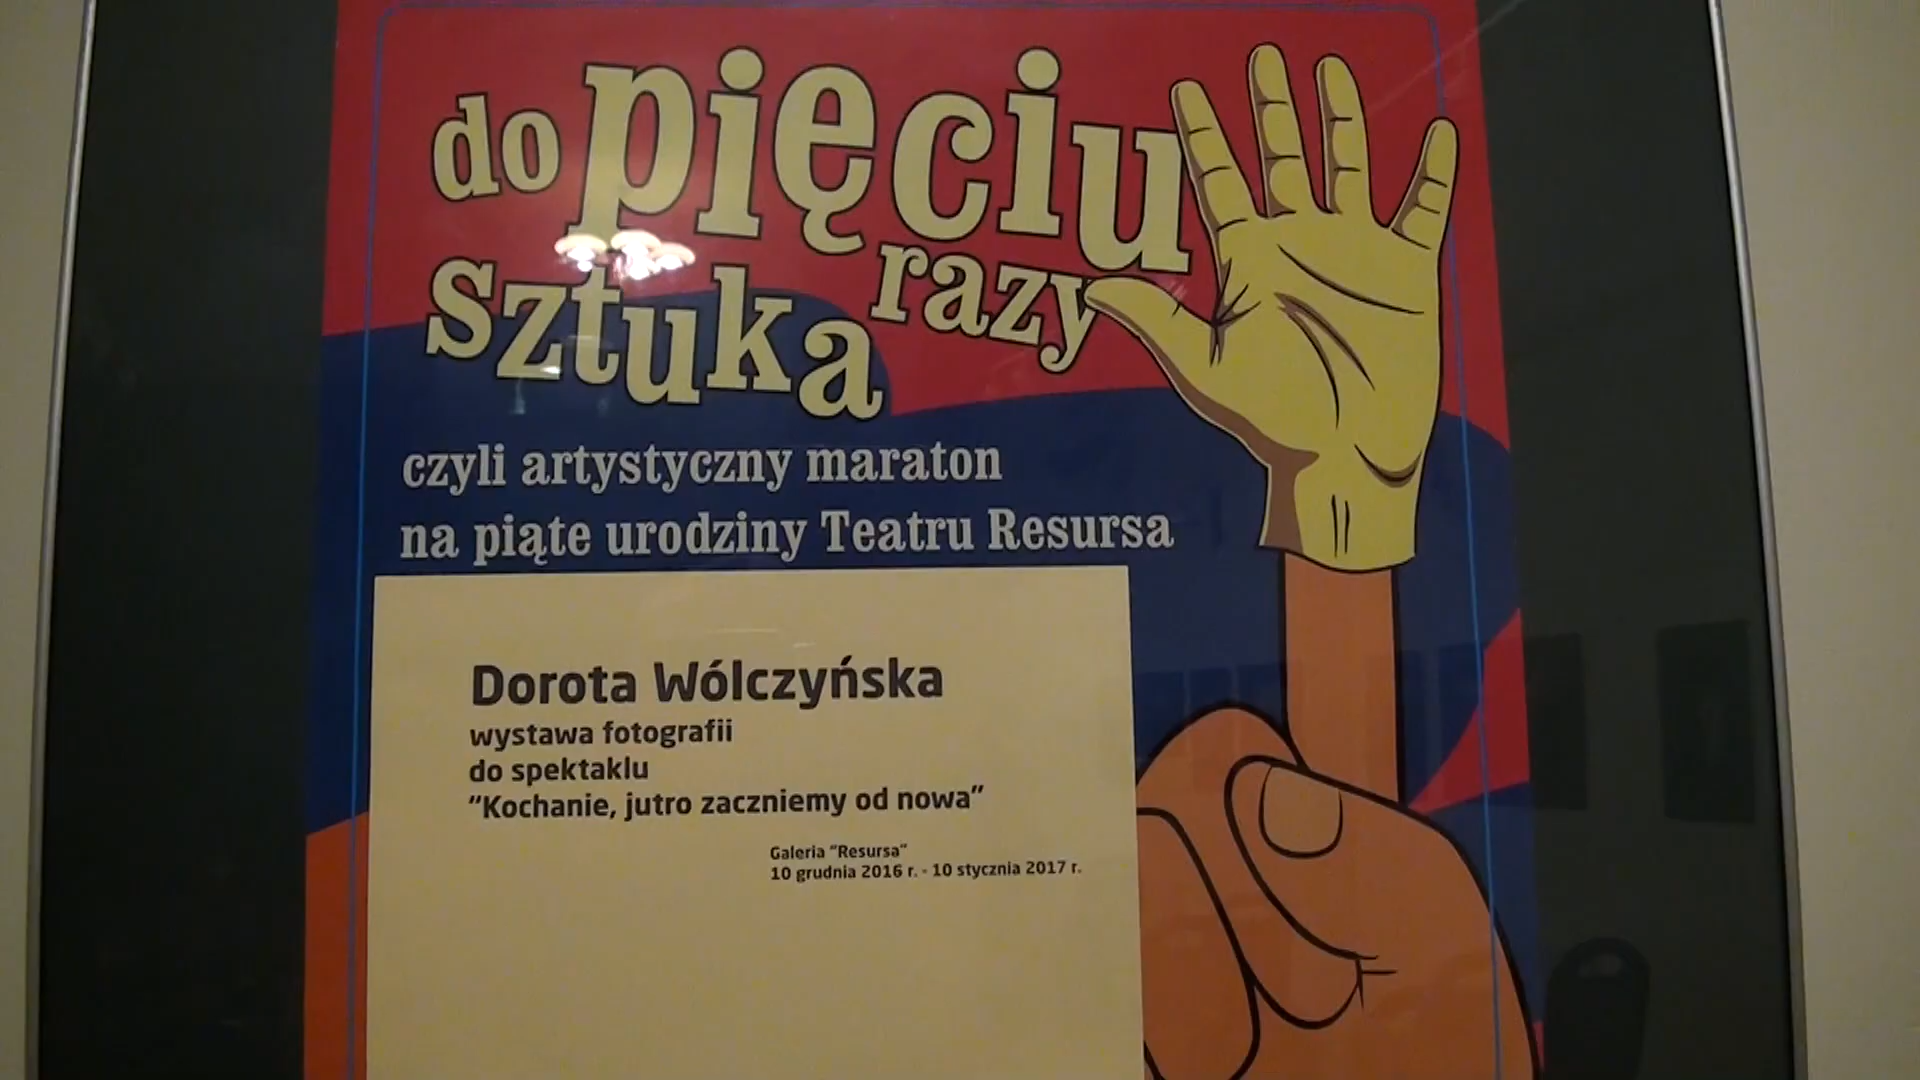 do pięciu
razy
sztuka
czyli artystyczny maraton
na piąte urodziny Teatru Resursa
Dorota Wólczyńska
wystawa fotografii
do spektaklu
"Kochanie, jutro zaczniemy od nowa"
Galeria "Resursa"
10 grudnia 2016 r. - 10 stycznia 2017 r.